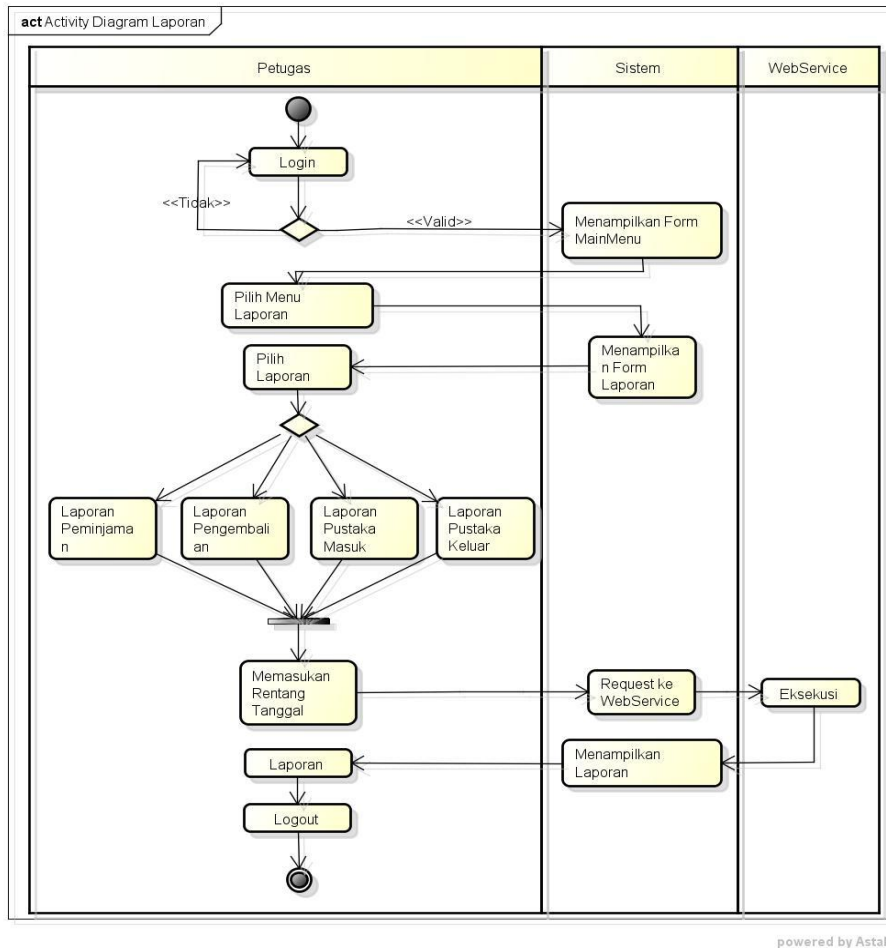 act Activity Diagram Laporan
Petugas
Sistem
WebService
Login
<<Tidak>>
<<Valid>>
Menampilkan Form
MainMenu
Pilih Menu
Laporan
Pilih
Laporan
Menampilka
n Form
Laporan
Laporan
Peminjama
n
Laporan
Pengembali
an
Laporan
Pustaka
Masuk
Laporan
Pustaka
Keluar
Memasukan
Rentang
Tanggal
Request ke
WebService
Eksekusi
Menampilkan
Laporan
Laporan
Logout
powered by Astah